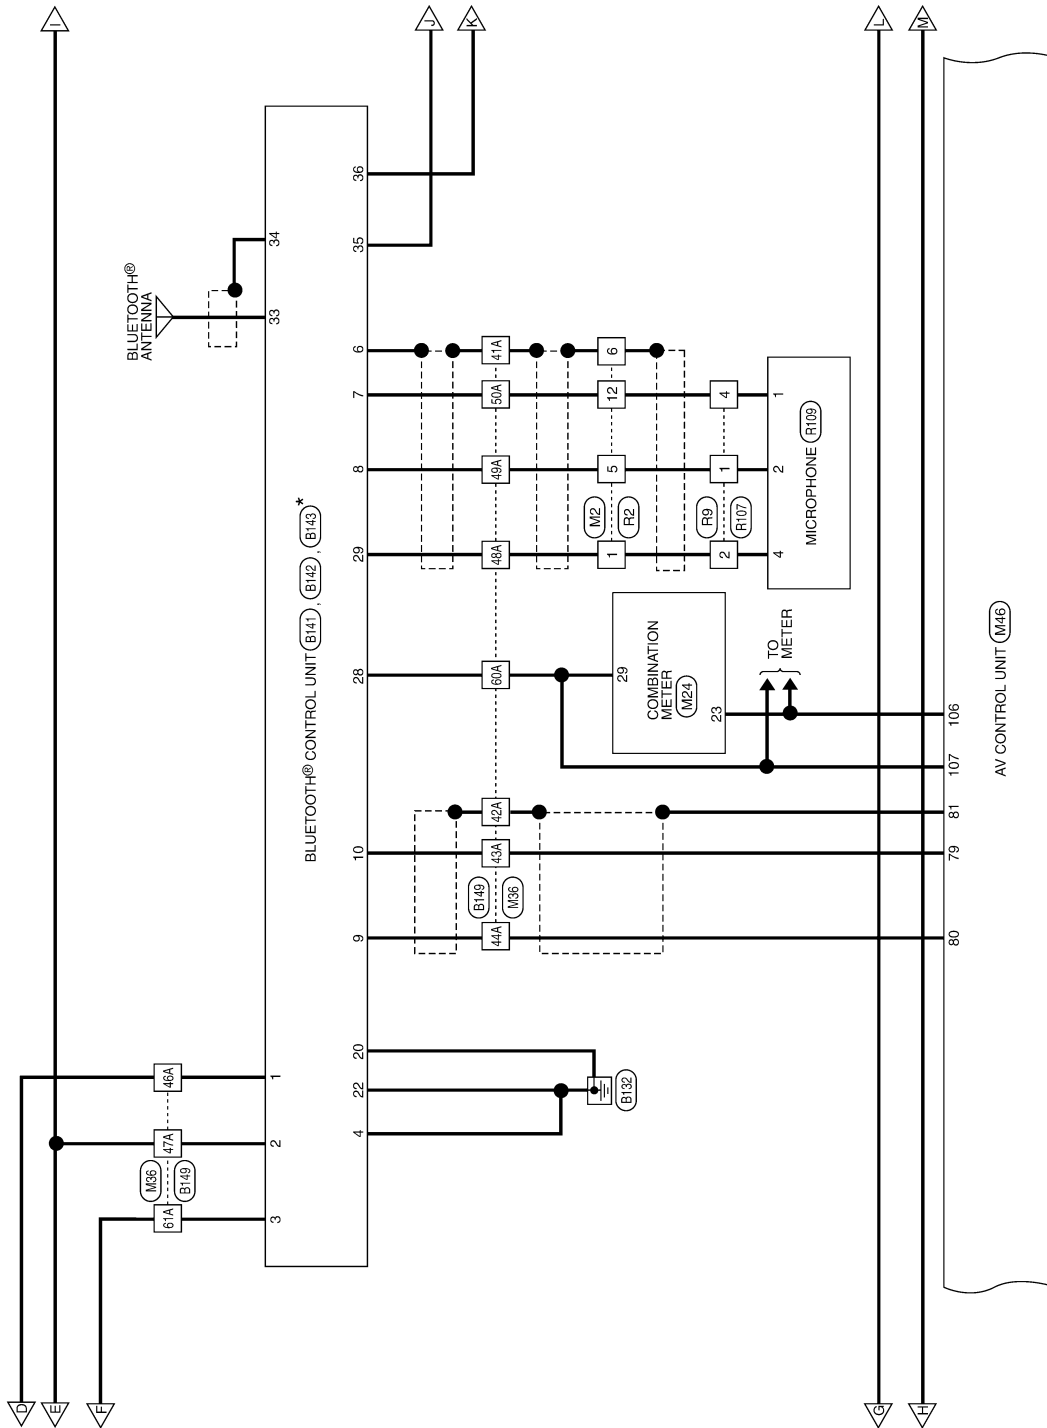 D
E
F
I
M36
B149
61A
47A
46A
3
2
1
BLUETOOTH®
ANTENNA
33
34
BLUETOOTH® CONTROL UNIT B141 , B142 , B143 *
4
22
20
9
10
28
29
8
7
6
35
36
J
K
B132
B149
M36
44A
43A
42A
60A
48A
49A
50A
41A
M2
R2
1
5
12
6
R9
R107
2
1
4
4
2
1
MICROPHONE R109
29
COMBINATION
METER
M24
23
TO
METER
G
L
H
M
80
79
81
107
106
AV CONTROL UNIT M46